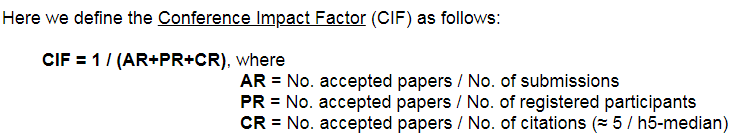 Here we define the Conference Impact Factor (CIF) as follows:
CIF = 1 / (AR+PR+CR), where
AR = No. accepted papers / No. of submissions
PR = No. accepted papers / No. of registered participants
CR = No. accepted papers / No. of citations (≈ 5 / h5-median)